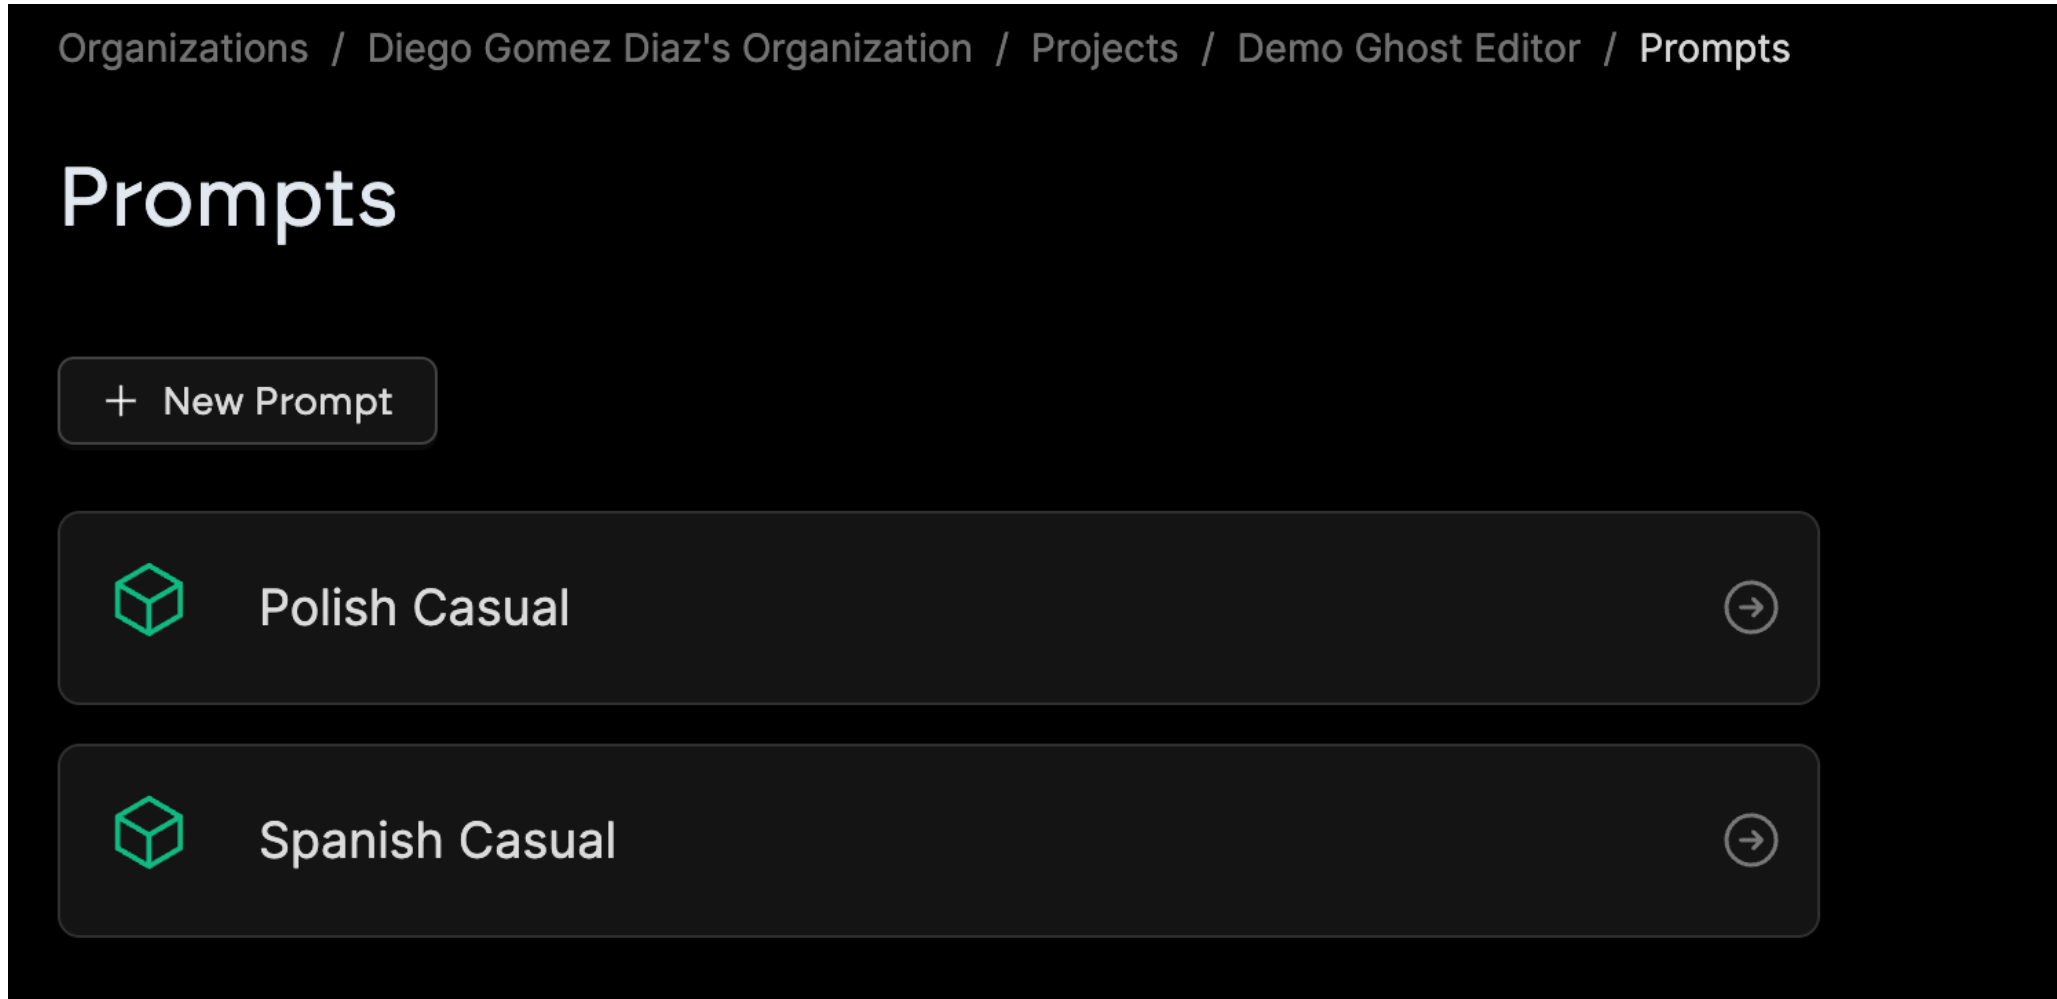 Organizations / Diego Gomez Diaz's Organization / Projects / Demo Ghost Editor / Prompts
Prompts
+ New Prompt
Polish Casual
Spanish Casual